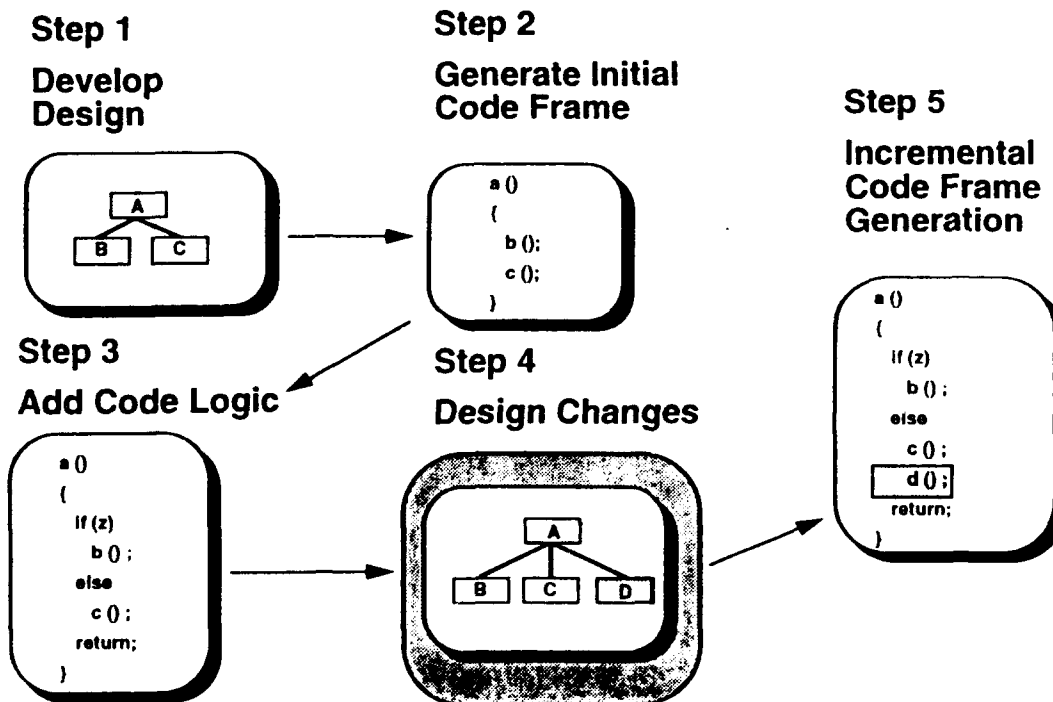 Step 1
Develop
Design
A
B C
Step 2
Generate Initial
Code Frame
a ()
{
b ();
c ();
}
Step 3
Add Code Logic
a ()
{
if (z)
b () ;
else
c () ;
return;
}
Step 4
Design Changes
A
B C D
Step 5
Incremental
Code Frame
Generation
a ()
{
if (z)
b () ;
else
c () ;
d () ;
return;
}